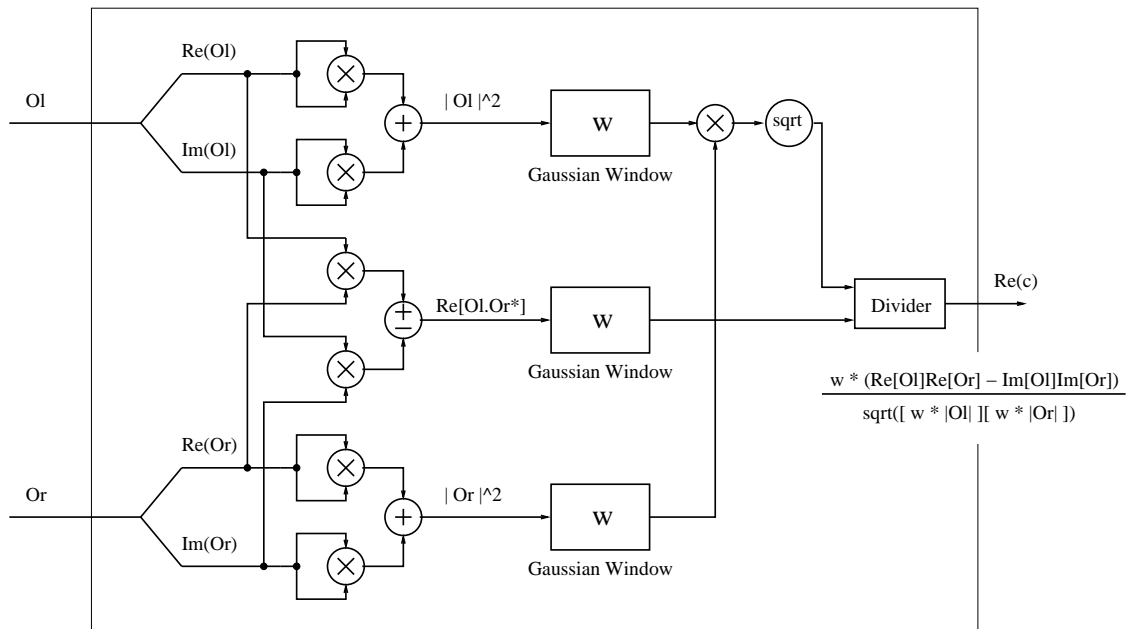 Re(Ol)
Ol
| Ol |^2
w
sqrt
Im(Ol)
Gaussian Window
Re[Ol.Or*]
w
Re(c)
Divider
Gaussian Window
w * (Re[Ol]Re[Or] − Im[Ol]Im[Or])
sqrt([ w * |Ol| ][ w * |Or| ])
Re(Or)
Or
| Or |^2
w
Im(Or)
Gaussian Window